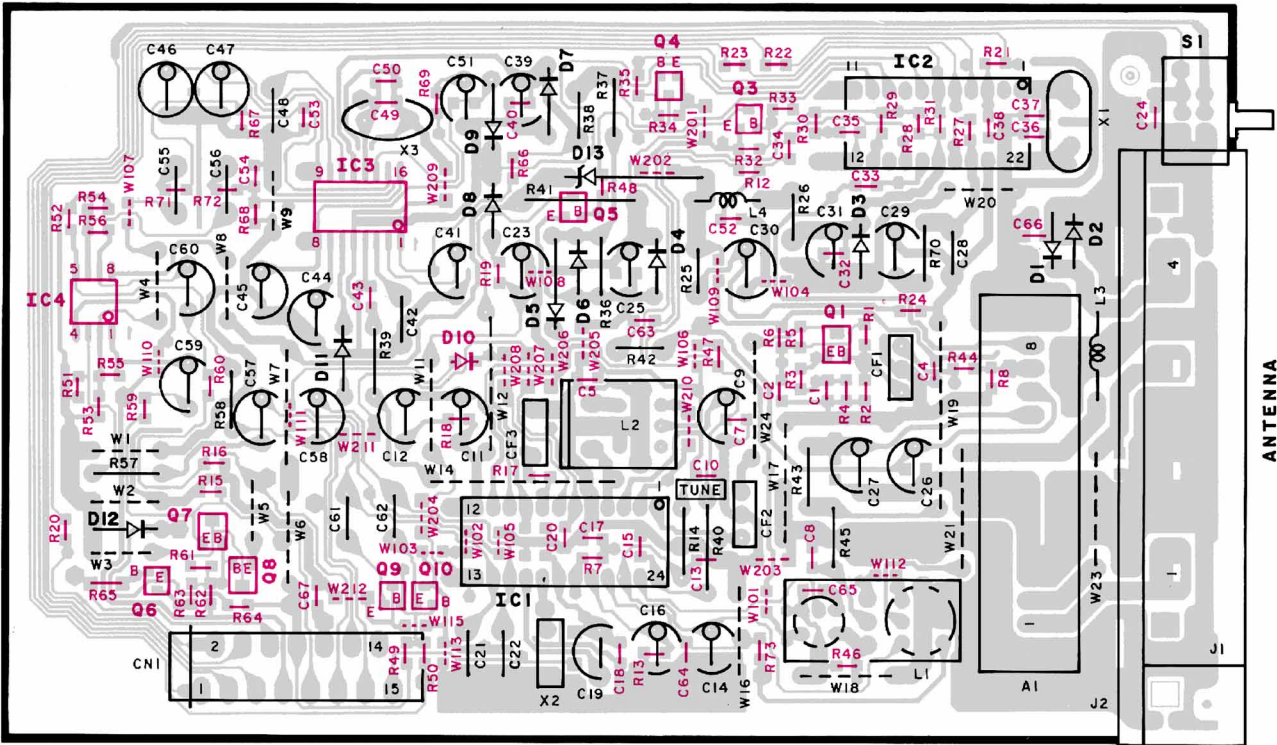 C46 C47 C51 C39 D7 Q4 R23 R22 R21 S1
C50 R69 R37 R35 B E 11 IC2 1
R67 C48 C53 C49 C40 R38 Q3 R33 R29 R31 C37 X1 C24
R34 W201 E B R30 C35 R28 R27 C38 C36
X3 D9 R32 C34 12 22
W107 C55 C56 C54 9 IC3 16 W209 R66 D13 W202 R12 C33
R54 R71 R72 R41 R48 R26 W20
R52 R56 R68 W9 D8 E B Q5 L4 C31 D3 C29 C66 D2
C60 W8 8 1 C41 C23 D4 C52 C30 R70 C28
5 8 W4 C45 C44 C43 R19 W108 R25 C32 D1 4
IC4 C42 D5 D6 R36 C25 W109 W104 R24 L3
4 1 C63 Q1 R1
C59 D11 R39 D10 W206 W205 R42 W106 R47 R6 R5 EB CF1 8
R55 W110 W7 W11 W208 W207 C9 C4 R44 R8
R51 R60 C57 C5 W210 C2 R3 C1 R4 R2
R53 R59 R58 W111 R18 W12 CF3 L2 C7 W24 W19 ANTENNA
W1 C58 W211 C12 C11
R57 R16 W14 R17 C10 W17 R43 C27 C26
W2 R15 TUNE
D12 Q7 W5 W6 C61 C62 W204 12 1 R14 R40 CF2
R20 EB W102 W105 C20 C17 C15 C8 R45 W21
W3 R61 BE W103 R7 C13 W203 W112 1
B E Q8 Q9 Q10 13 24 W23
R65 Q6 R63 R62 R64 C67 W212 E B E B IC1 W101 C65
W115 C16 1
CN1 2 14 R49 R50 W113 C21 C22 R73 R46 J1
1 15 X2 C19 C18 R13 C64 C14 W16 W18 L1 A1 J2